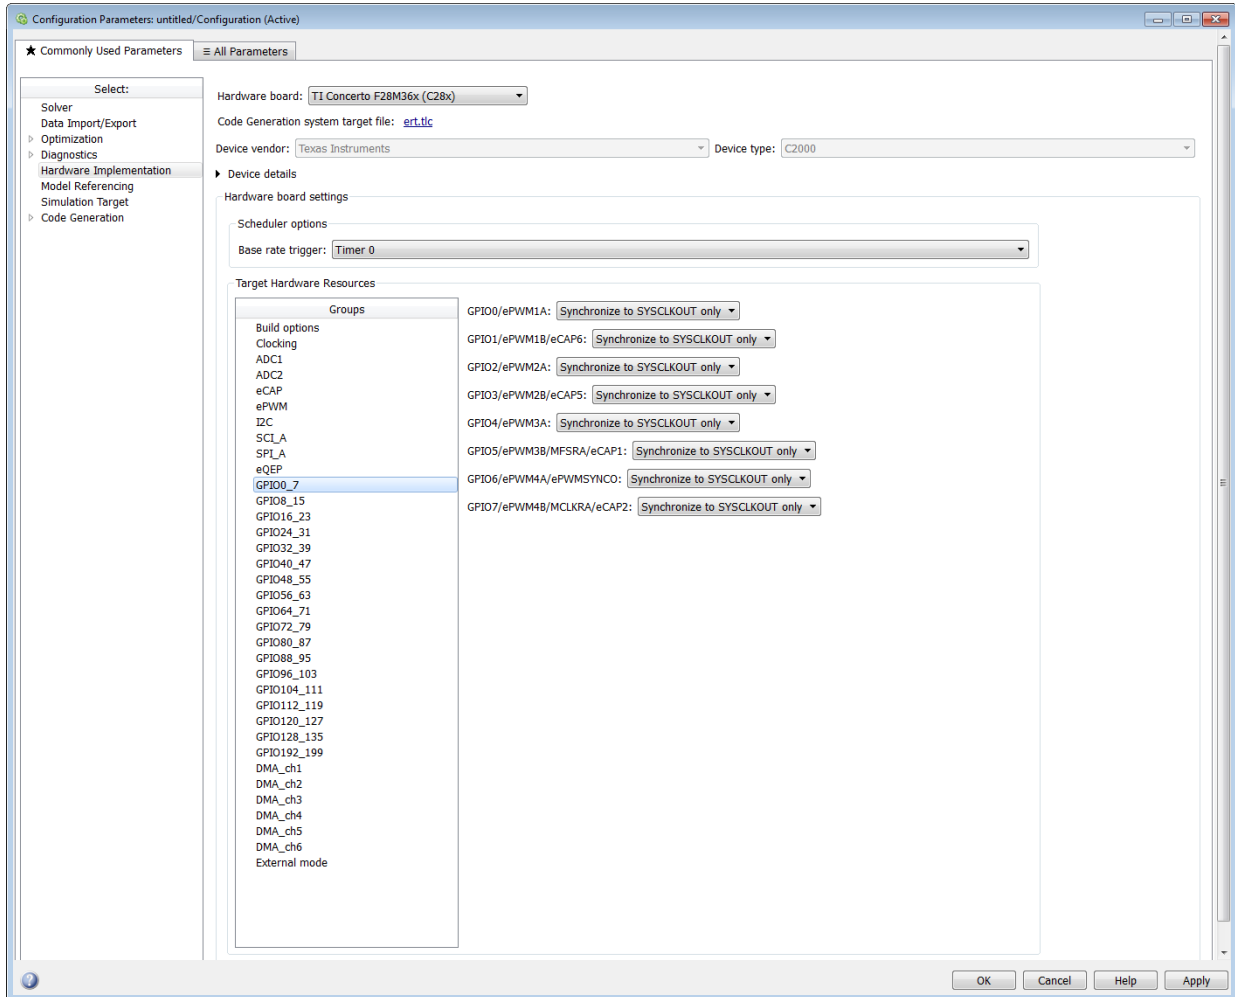 Configuration Parameters: untitled/Configuration (Active)
★ Commonly Used Parameters
≡ All Parameters
Select:
Solver
Data Import/Export
Optimization
Diagnostics
Hardware Implementation
Model Referencing
Simulation Target
Code Generation
Hardware board: TI Concerto F28M36x (C28x)
Code Generation system target file: ert.tlc
Device vendor: Texas Instruments Device type: C2000
Device details
Hardware board settings
Scheduler options
Base rate trigger: Timer 0
Target Hardware Resources
Groups
Build options
Clocking
ADC1
ADC2
eCAP
ePWM
I2C
SCI_A
SPI_A
eQEP
GPIO0_7
GPIO8_15
GPIO16_23
GPIO24_31
GPIO32_39
GPIO40_47
GPIO48_55
GPIO56_63
GPIO64_71
GPIO72_79
GPIO80_87
GPIO88_95
GPIO96_103
GPIO104_111
GPIO112_119
GPIO120_127
GPIO128_135
GPIO192_199
DMA_ch1
DMA_ch2
DMA_ch3
DMA_ch4
DMA_ch5
DMA_ch6
External mode
GPIO0/ePWM1A: Synchronize to SYSCLKOUT only
GPIO1/ePWM1B/eCAP6: Synchronize to SYSCLKOUT only
GPIO2/ePWM2A: Synchronize to SYSCLKOUT only
GPIO3/ePWM2B/eCAP5: Synchronize to SYSCLKOUT only
GPIO4/ePWM3A: Synchronize to SYSCLKOUT only
GPIO5/ePWM3B/MFSRA/eCAP1: Synchronize to SYSCLKOUT only
GPIO6/ePWM4A/ePWMSYNCO: Synchronize to SYSCLKOUT only
GPIO7/ePWM4B/MCLKRA/eCAP2: Synchronize to SYSCLKOUT only
OK Cancel Help Apply